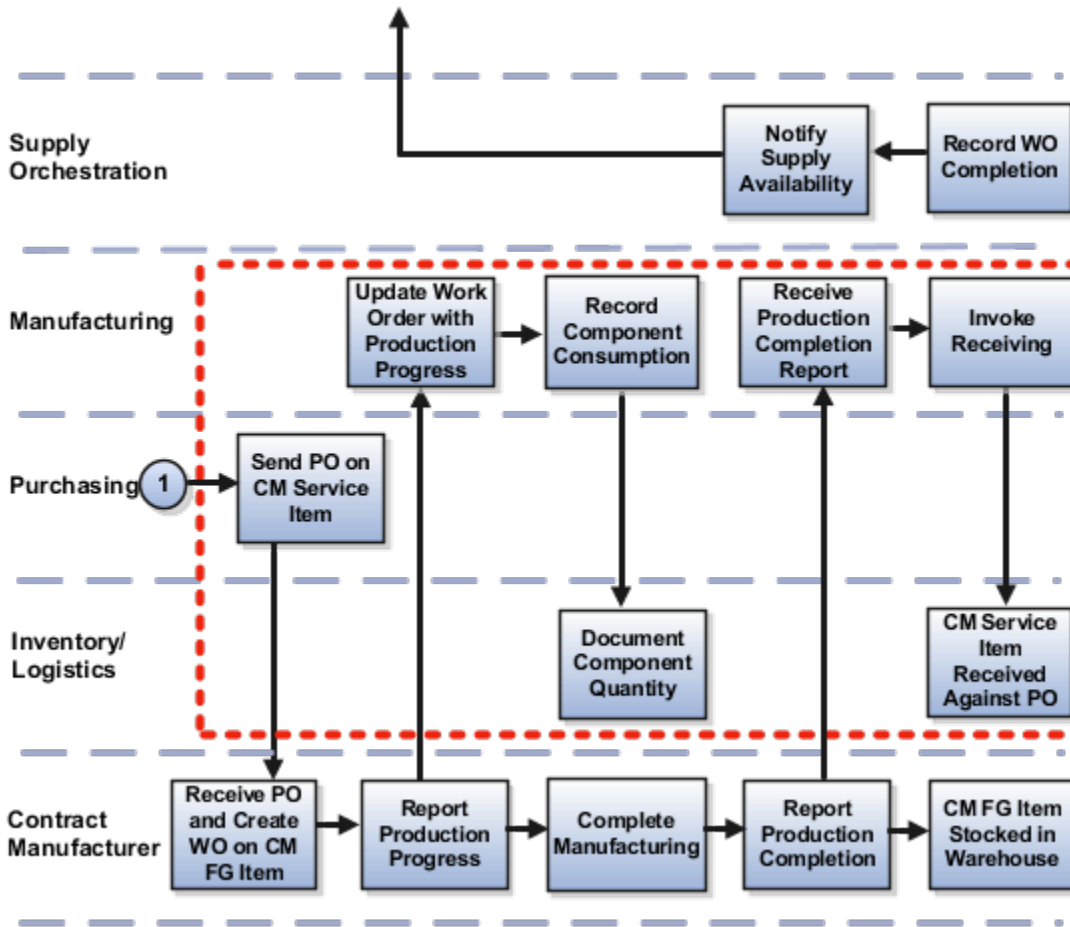 Supply
Orchestration
Notify
Supply
Availability
Record WO
Completion
Manufacturing
Update Work
Order with
Production
Progress
Record
Component
Consumption
Receive
Production
Completion
Report
Invoke
Receiving
Purchasing
1
Send PO on
CM Service
Item
Inventory/
Logistics
Document
Component
Quantity
CM Service
Item
Received
Against PO
Contract
Manufacturer
Receive PO
and Create
WO on CM
FG Item
Report
Production
Progress
Complete
Manufacturing
Report
Production
Completion
CM FG Item
Stocked in
Warehouse